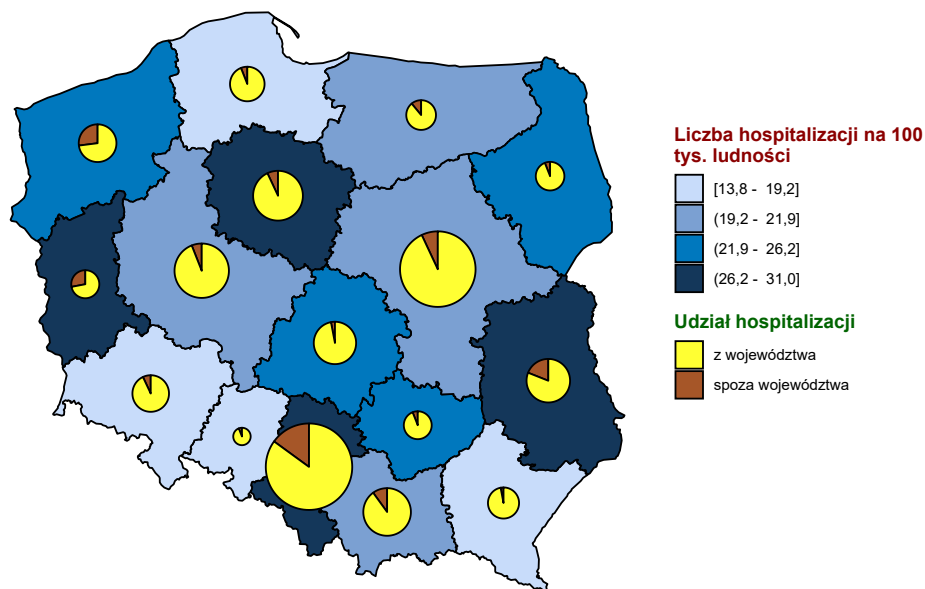 Liczba hospitalizacji na 100
tys. ludności
[13,8 - 19,2]
(19,2 - 21,9]
(21,9 - 26,2]
(26,2 - 31,0]
Udział hospitalizacji
z województwa
spoza województwa